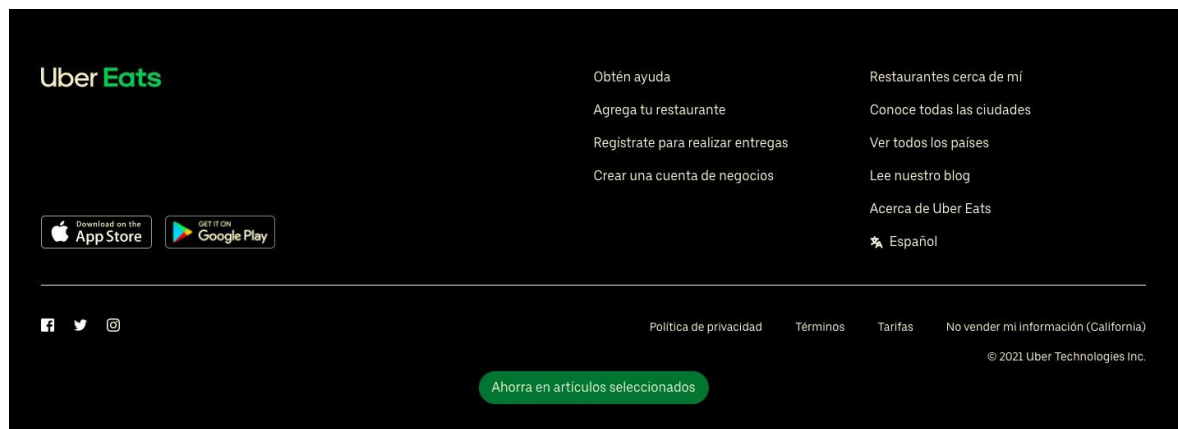 Uber Eats
Obtén ayuda
Agrega tu restaurante
Regístrate para realizar entregas
Crear una cuenta de negocios
Restaurantes cerca de mí
Conoce todas las ciudades
Ver todos los países
Lee nuestro blog
Acerca de Uber Eats
Español
Download on the
App Store
GET IT ON
Google Play
Política de privacidad
Términos
Tarifas
No vender mi información (California)
© 2021 Uber Technologies Inc.
Ahorra en artículos seleccionados